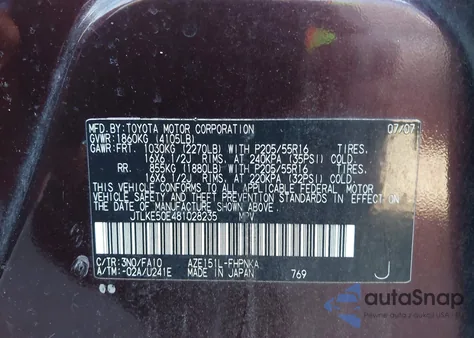 MFD. BY: TOYOTA MOTOR CORPORATION 07/07
GVWR: 1860KG (4105LB)
GAWR: FRT. 1030KG (2270LB) WITH P205/55R16 TIRES,
16X6 1/2J RIMS, AT 240KPA (35PSI) COLD
RR. 855KG (1880LB) WITH P205/55R16 TIRES,
16X6 1/2J RIMS, AT 220KPA (32PSI) COLD
THIS VEHICLE CONFORMS TO ALL APPLICABLE FEDERAL MOTOR
VEHICLE SAFETY STANDARDS IN EFFECT ON THE DATE OF
MANUFACTURE SHOWN ABOVE.
JTLKE50E481028235 MPV
C/TR: 3N0/FA10 AZE151L-FHPNKA
A/TM: -02A/U241E MADE IN JAPAN 769 J
autoSnap